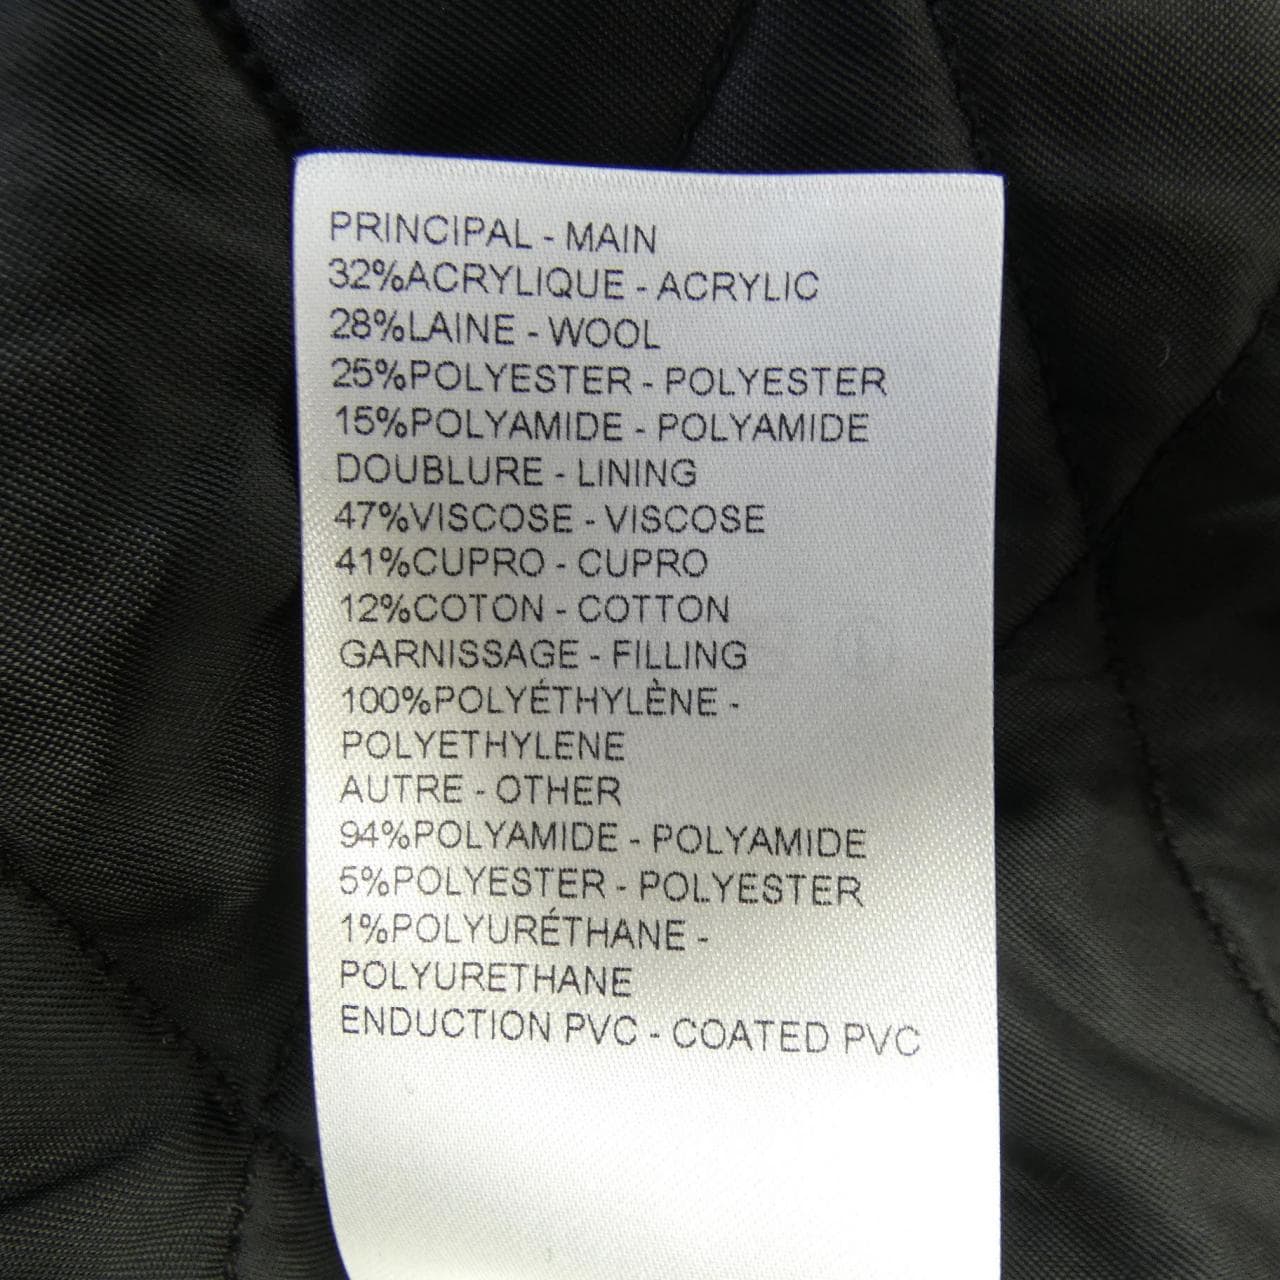 PRINCIPAL - MAIN
32%ACRYLIQUE - ACRYLIC
28%LAINE - WOOL
25%POLYESTER - POLYESTER
15%POLYAMIDE - POLYAMIDE
DOUBLURE - LINING
47%VISCOSE - VISCOSE
41%CUPRO - CUPRO
12%COTON - COTTON
GARNISSAGE - FILLING
100%POLYÉTHYLÈNE -
POLYETHYLENE
AUTRE - OTHER
94%POLYAMIDE - POLYAMIDE
5%POLYESTER - POLYESTER
1%POLYURÉTHANE -
POLYURETHANE
ENDUCTION PVC - COATED PVC